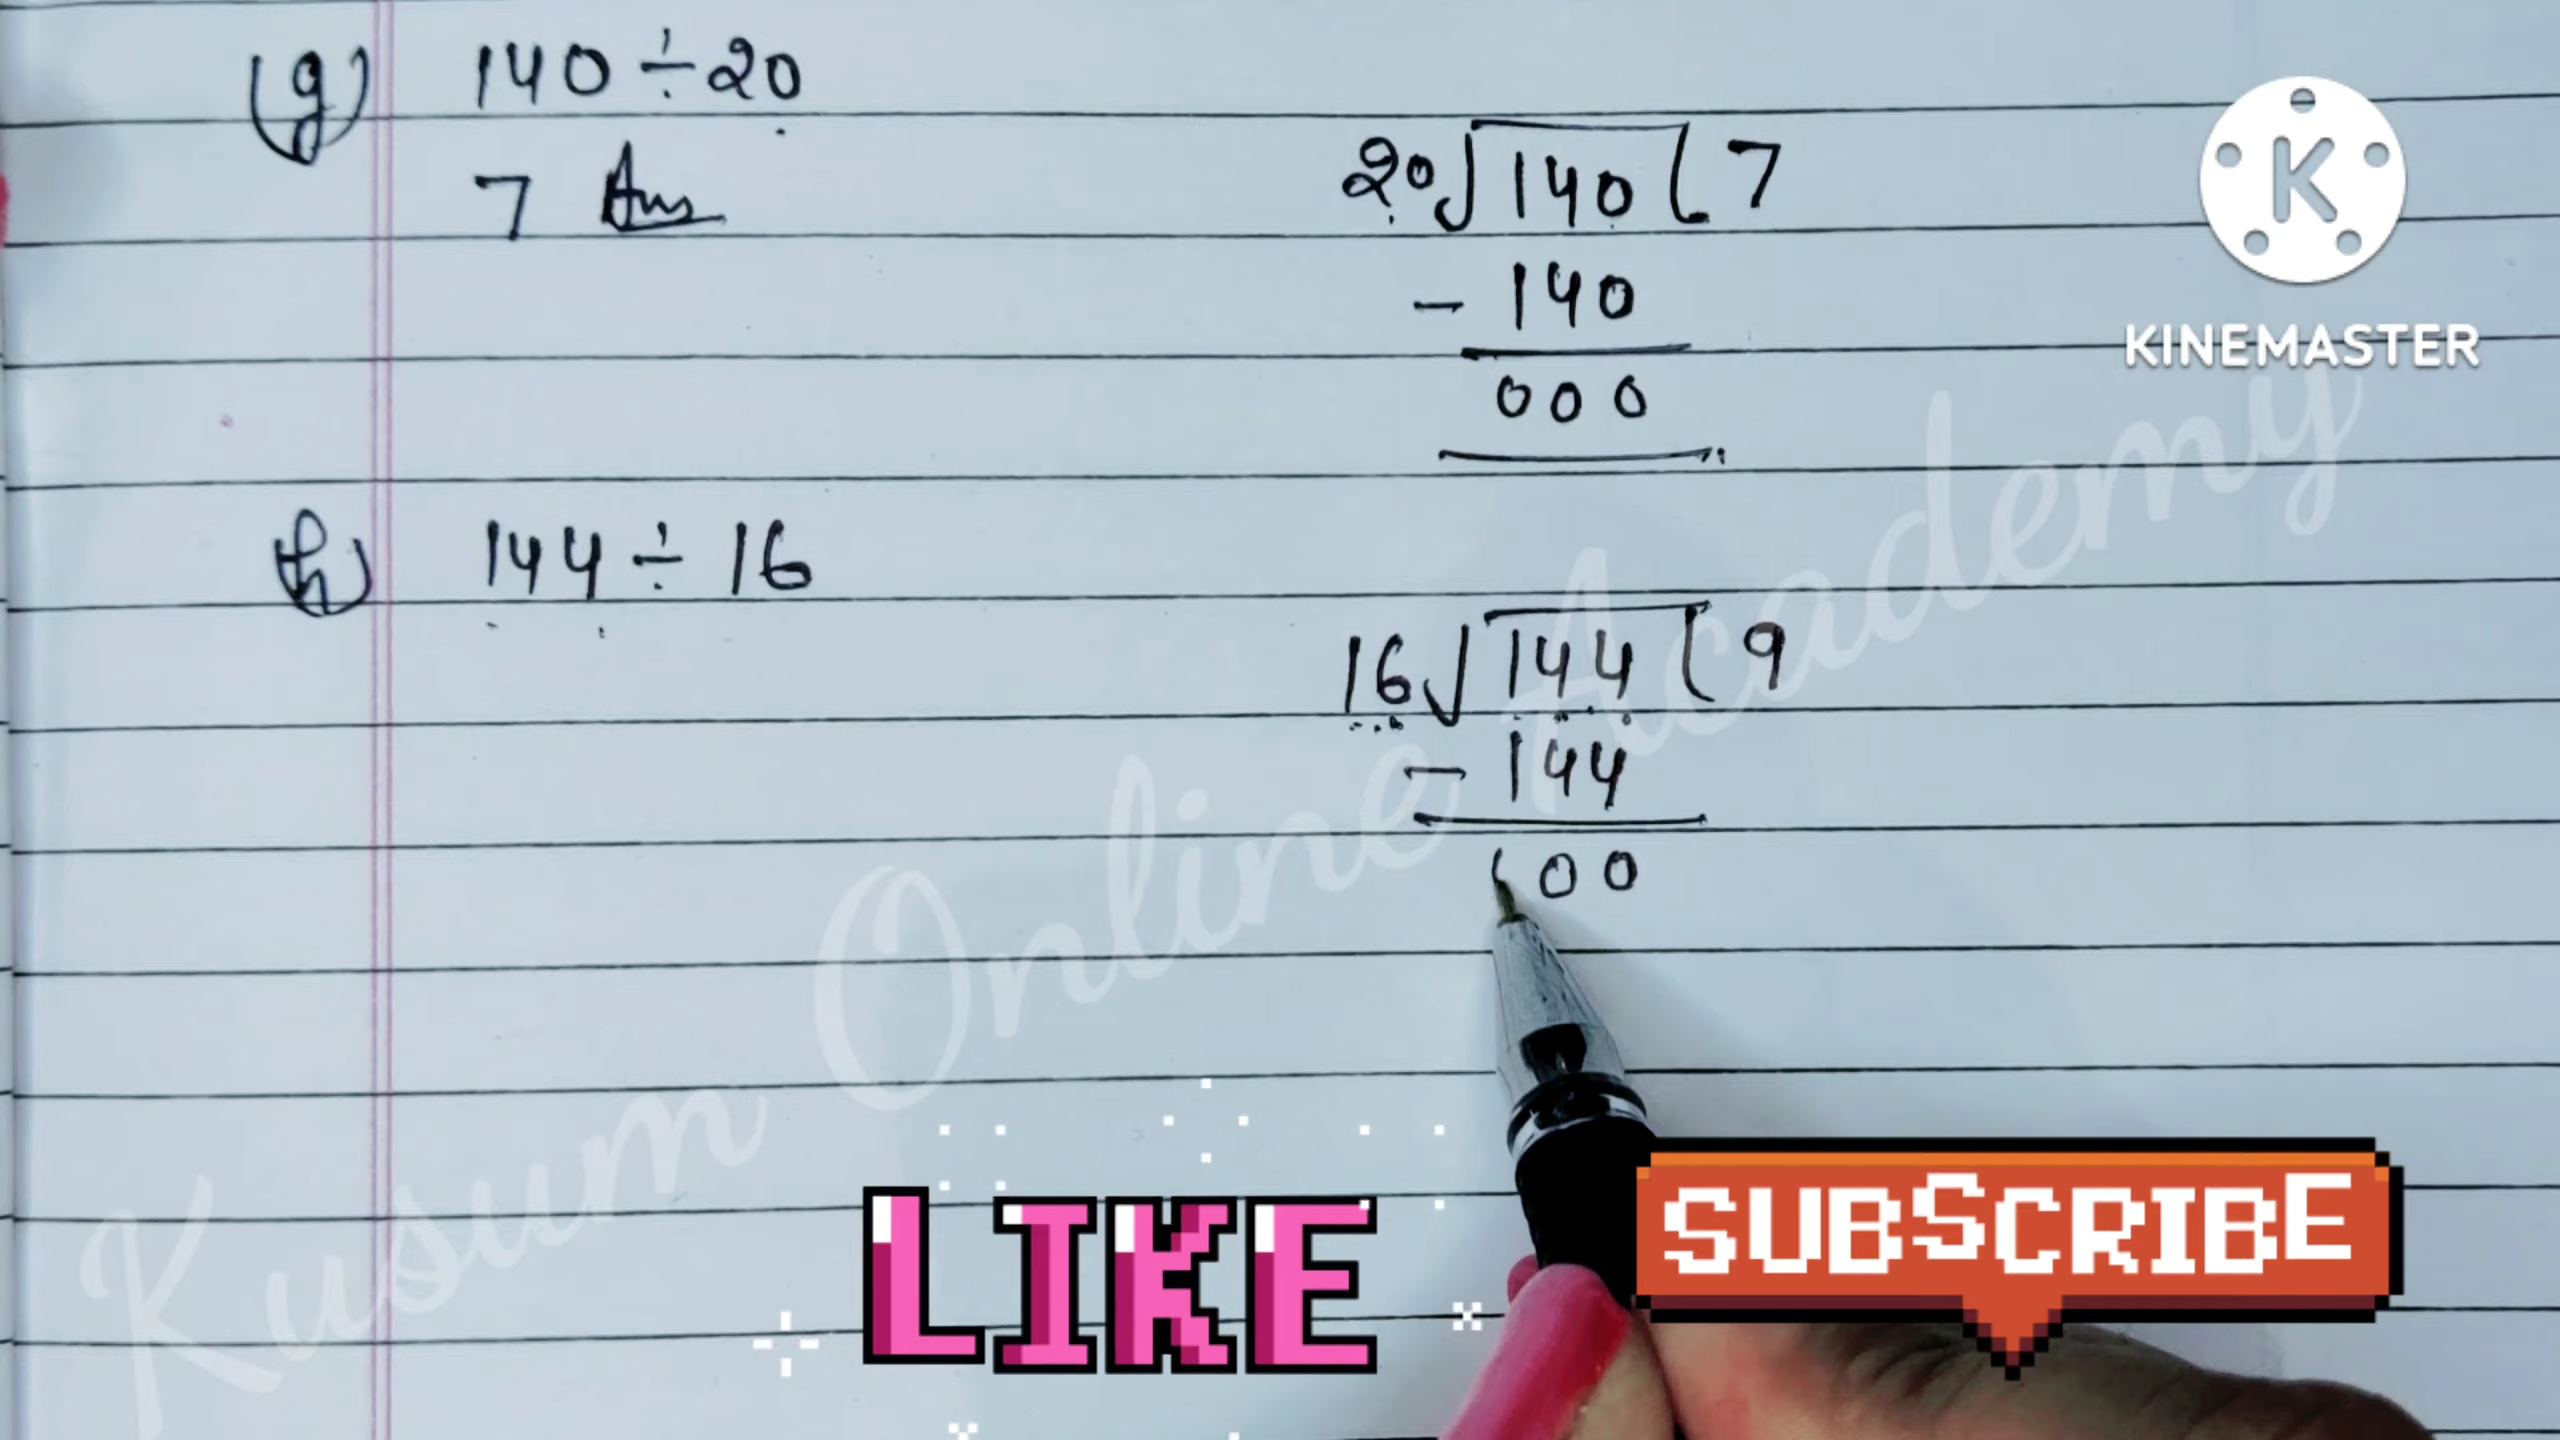 (g) 140 ÷ 20
7 Ans
20 140 7
- 140
000
(h) 144 ÷ 16
16 144 9
- 144
00
KINEMASTER
Kusum Online Academy
LIKE
SUBSCRIBE